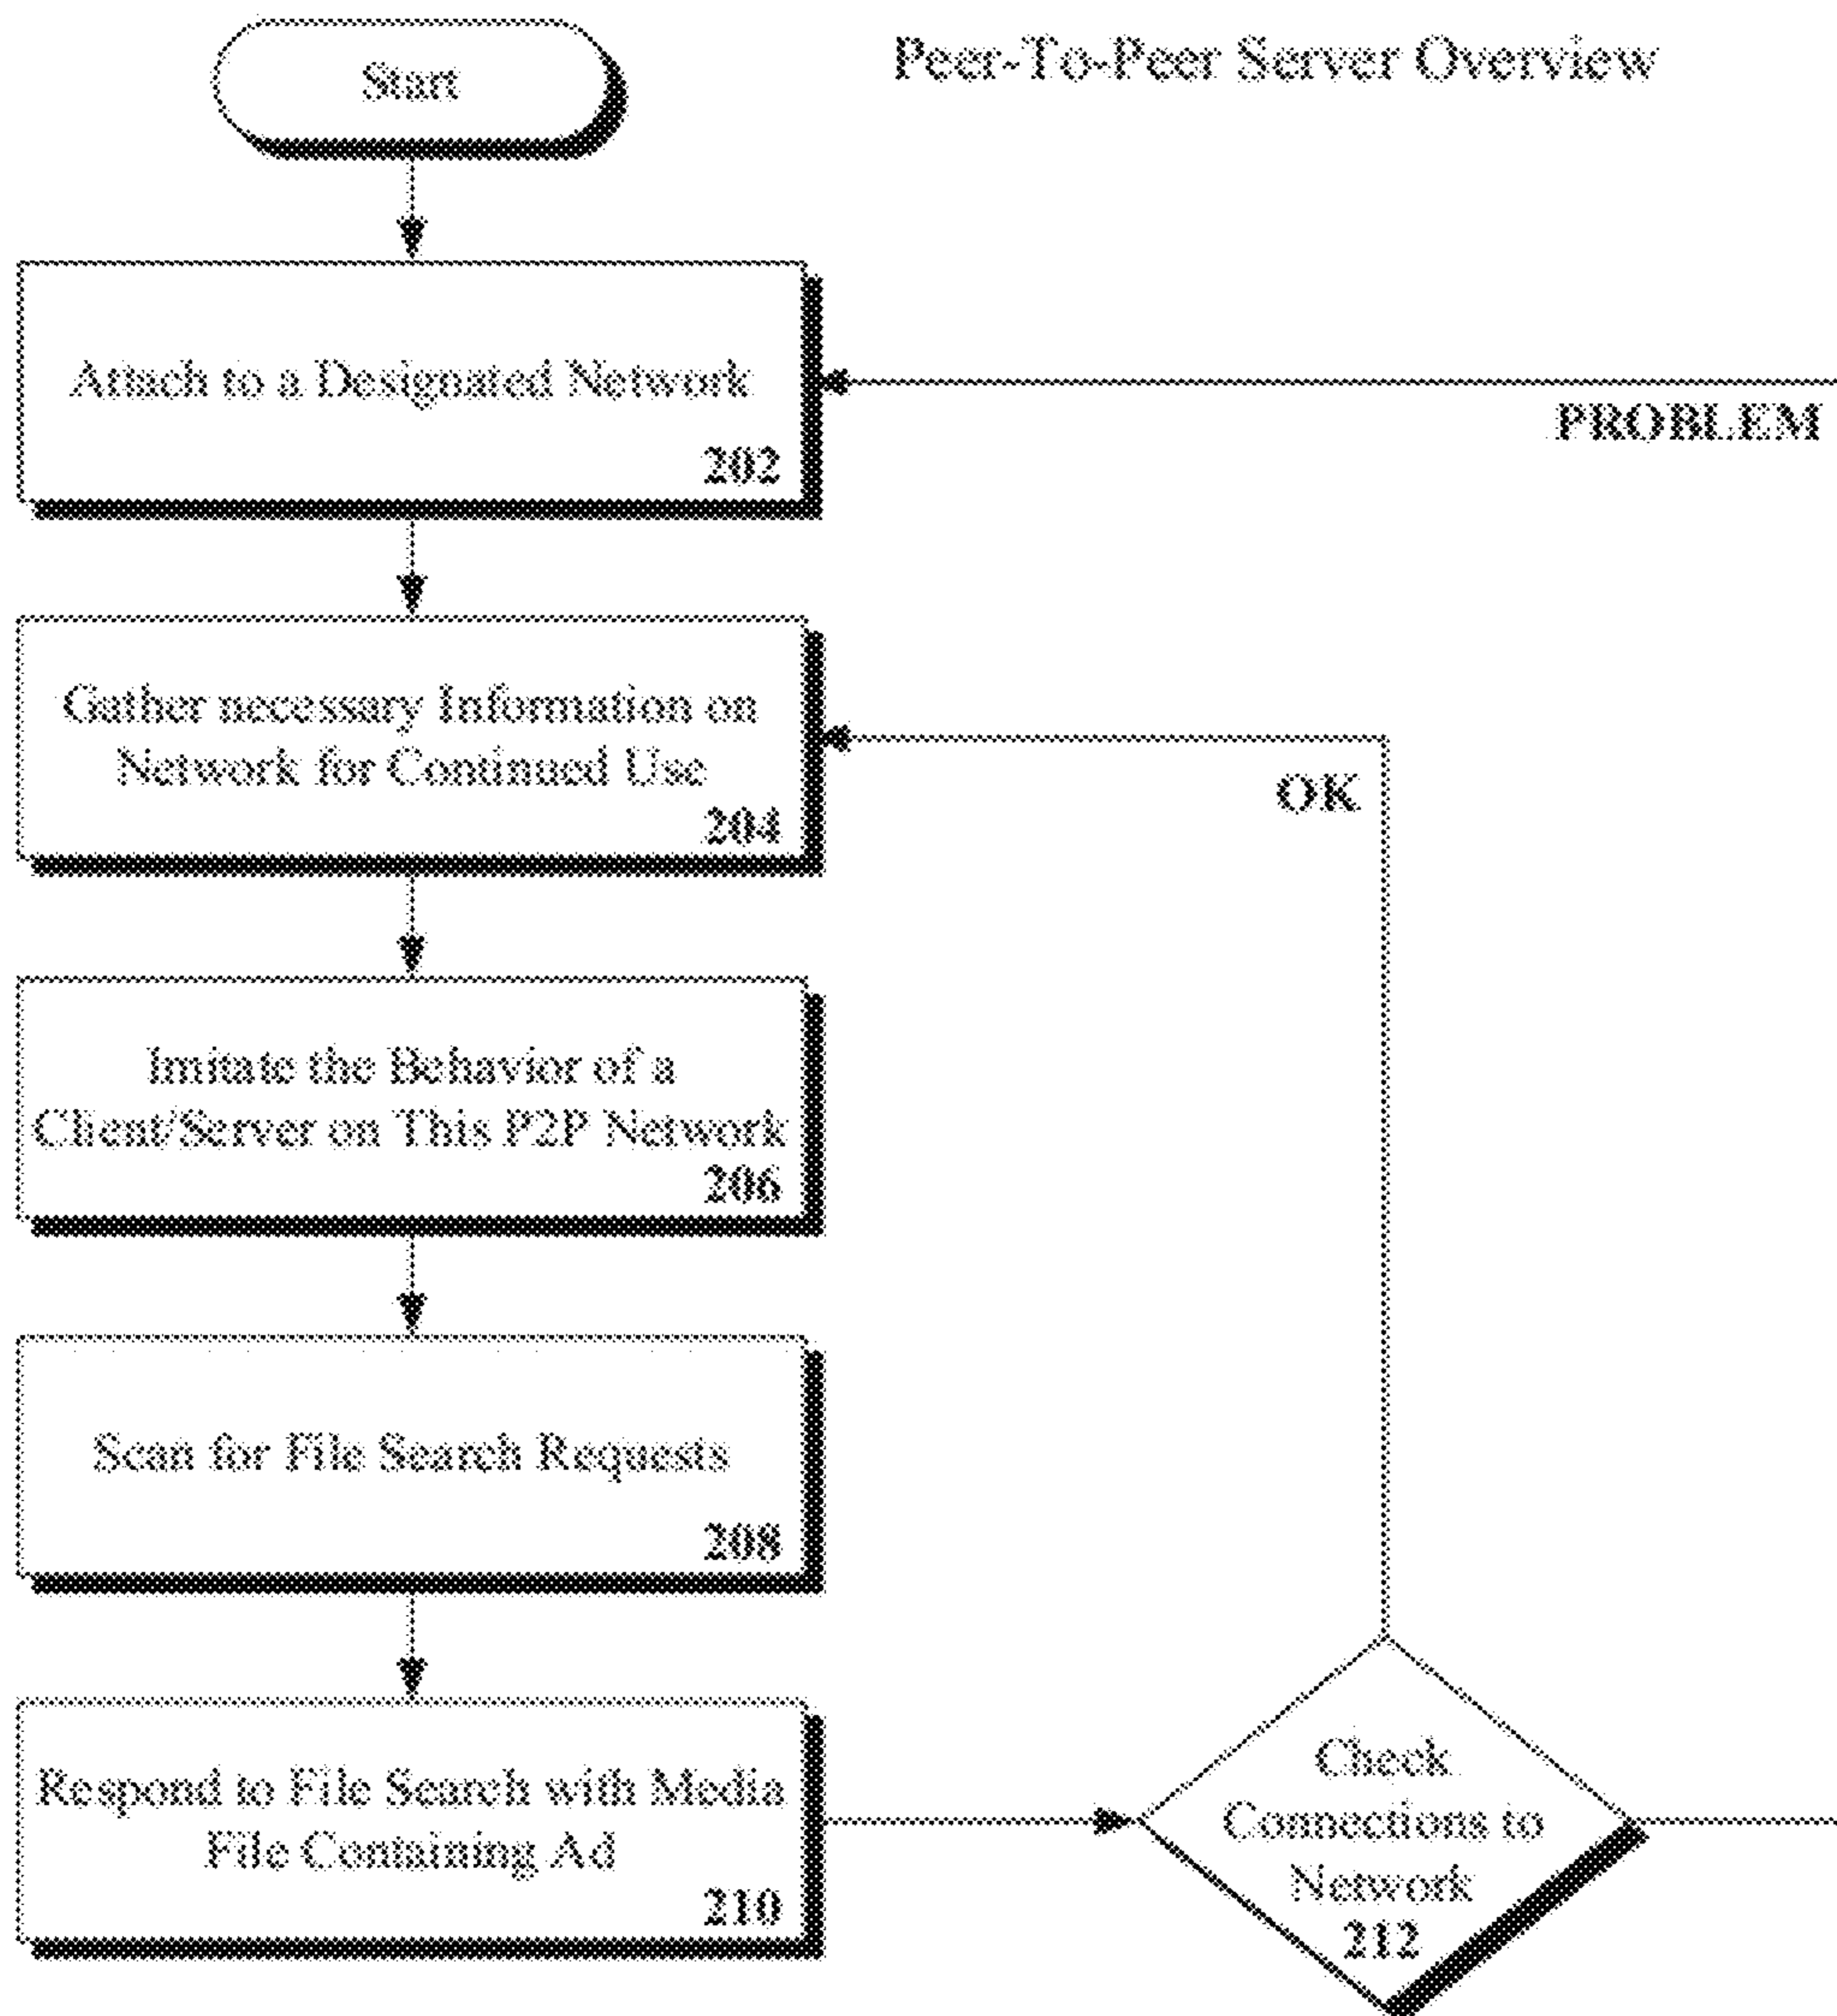 Peer-To-Peer Server Overview
Start
Attach to a Designated Network
202
PROBLEM
Gather necessary Information on
Network for Continued Use
204
OK
Imitate the Behavior of a
Client/Server on This P2P Network
206
Scan for File Search Requests
208
Respond to File Search with Media
File Containing Ad
210
Check
Connections to
Network
212